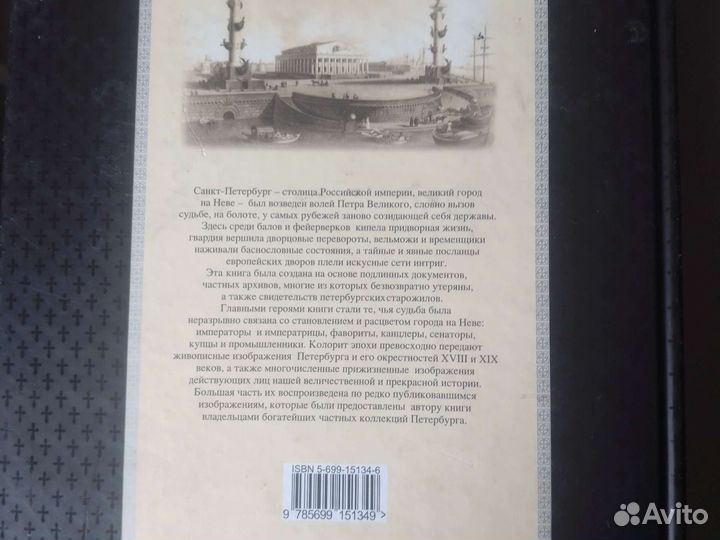 Санкт-Петербург – столица Российской империи, великий город
на Неве – был возведен волей Петра Великого, словно вызов
судьбе, на болоте, у самых рубежей заново созидающей себя державы.
Здесь среди балов и фейерверков кипела придворная жизнь,
гвардия вершила дворцовые перевороты, вельможи и временщики
наживали баснословные состояния, а тайные и явные посланцы
европейских дворов плели искусные сети интриг.
Эта книга была создана на основе подлинных документов,
частных архивов, многие из которых безвозвратно утеряны,
а также свидетельств петербургских старожилов.
Главными героями книги стали те, чья судьба была
неразрывно связана со становлением и расцветом города на Неве:
императоры и императрицы, фавориты, канцлеры, сенаторы,
купцы и промышленники. Колорит эпохи превосходно передают
живописные изображения Петербурга и его окрестностей XVIII и XIX
веков, а также многочисленные прижизненные изображения
действующих лиц нашей величественной и прекрасной истории.
Большая часть их воспроизведена по редко публиковавшимся
изображениям, которые были предоставлены автору книги
владельцами богатейших частных коллекций Петербурга.
ISBN 5-699-15134-6
9 785699 151349 >
Avito